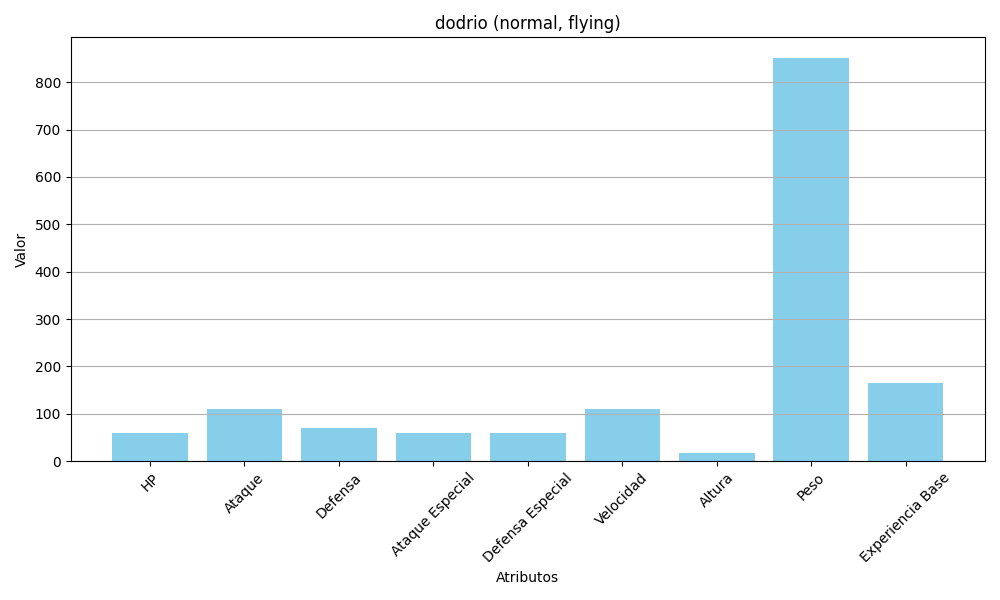 dodrio (normal, flying)
Valor
800
700
600
500
400
300
200
100
0
HP
Ataque
Defensa
Ataque Especial
Defensa Especial
Velocidad
Altura
Peso
Experiencia Base
Atributos